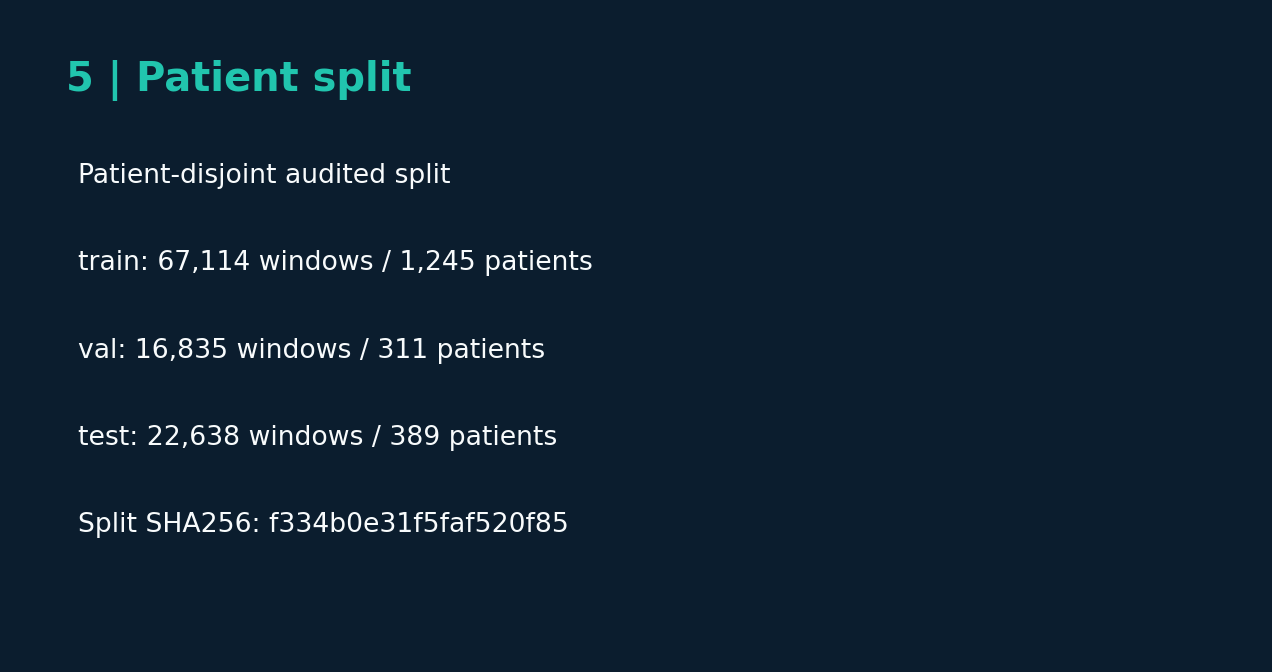 5 | Patient split
Patient-disjoint audited split
train: 67,114 windows / 1,245 patients
val: 16,835 windows / 311 patients
test: 22,638 windows / 389 patients
Split SHA256: f334b0e31f5faf520f85